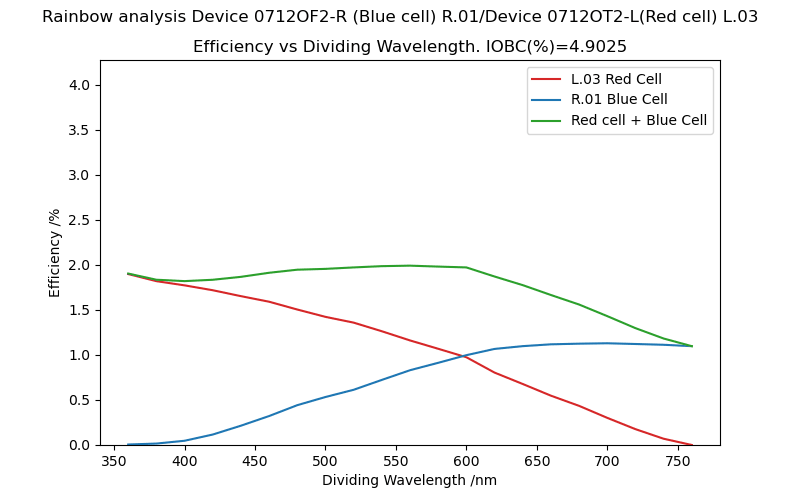 Rainbow analysis Device 0712OF2-R (Blue cell) R.01/Device 0712OT2-L(Red cell) L.03
Efficiency vs Dividing Wavelength. IOBC(%)=4.9025
L.03 Red Cell
R.01 Blue Cell
Red cell + Blue Cell
4.0
3.5
3.0
2.5
2.0
1.5
1.0
0.5
0.0
Efficiency /%
350 400 450 500 550 600 650 700 750
Dividing Wavelength /nm